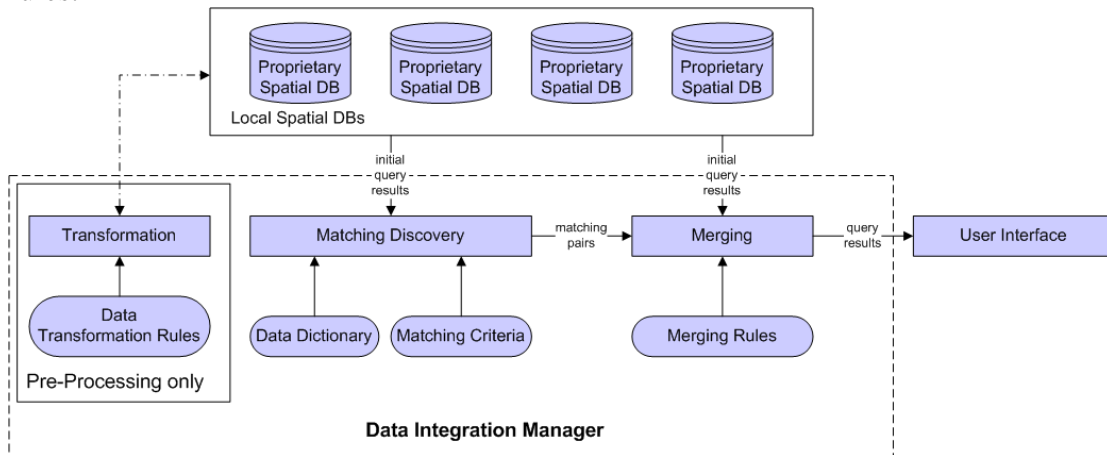 Proprietary
Spatial DB
Proprietary
Spatial DB
Proprietary
Spatial DB
Proprietary
Spatial DB
Local Spatial DBs
initial
query
results
initial
query
results
Transformation
Matching Discovery
matching
pairs
Merging
query
results
User Interface
Data
Transformation Rules
Data Dictionary
Matching Criteria
Merging Rules
Pre-Processing only
Data Integration Manager